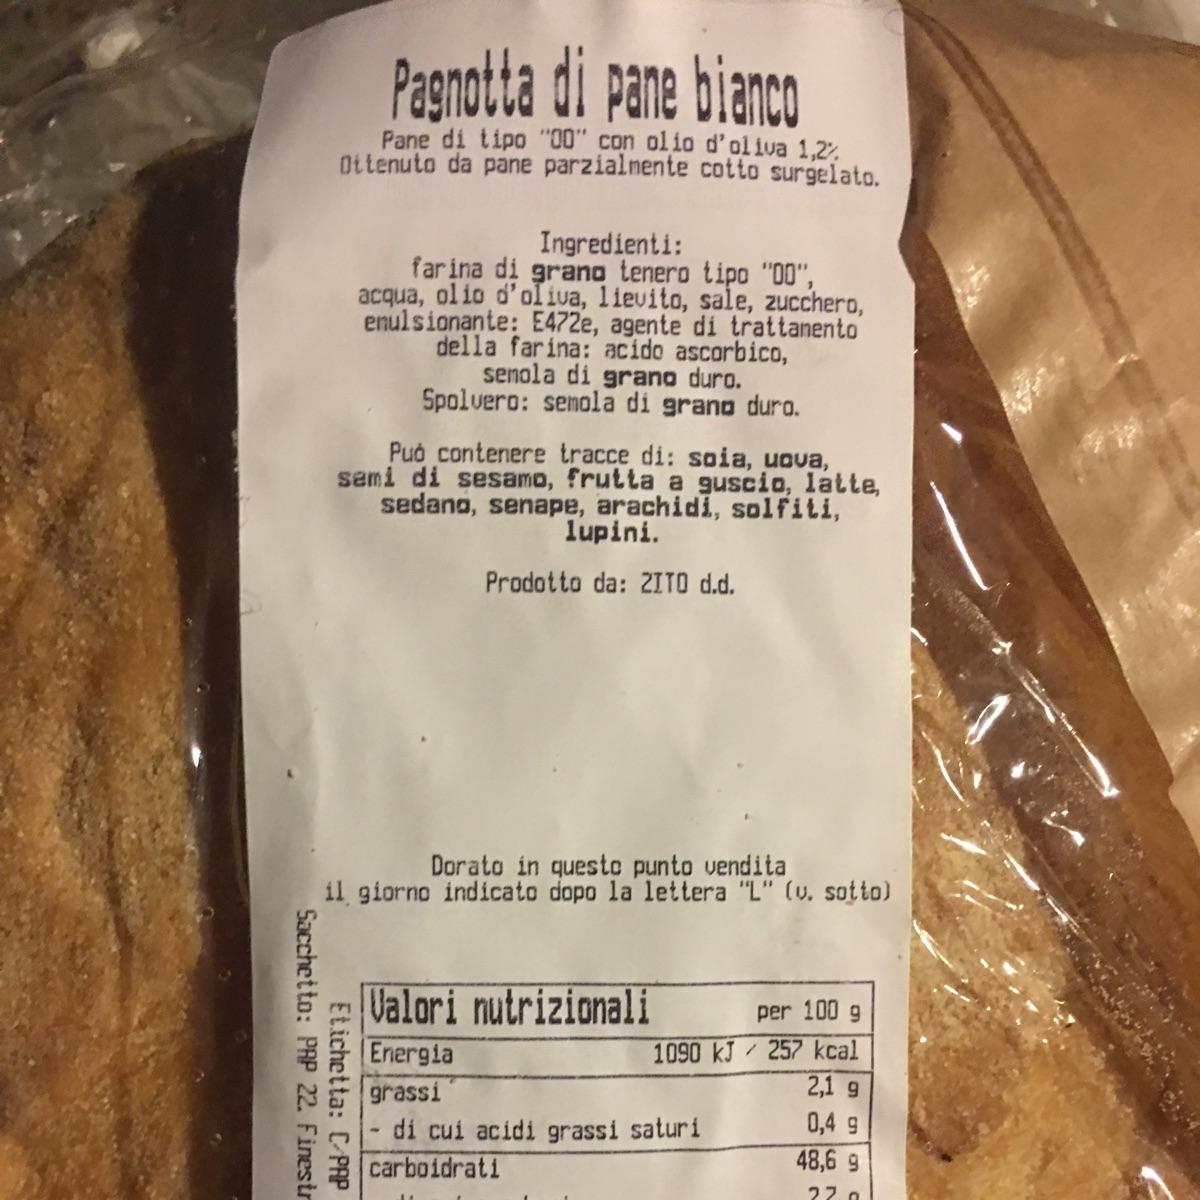 Pagnotta di pane bianco
Pane di tipo "00" con olio d'oliva 1,2%
Ottenuto da pane parzialmente cotto surgelato.
Ingredienti:
farina di grano tenero tipo "00",
acqua, olio d'oliva, lievito, sale, zucchero,
emulsionante: E472e, agente di trattamento
della farina: acido ascorbico,
semola di grano duro.
Spolvero: semola di grano duro.
Può contenere tracce di: soia, uova,
semi di sesamo, frutta a guscio, latte,
sedano, senape, arachidi, solfiti,
lupini.
Prodotto da: ZITO d.d.
Dorato in questo punto vendita
il giorno indicato dopo la lettera "L" (v. sotto)
Valori nutrizionali per 100 g
Energia 1090 kJ / 257 kcal
grassi 2,1 g
- di cui acidi grassi saturi 0,4 g
carboidrati 48,6 g
Etichetta: C/PAP
Sacchetto: PAP 22 Finestr